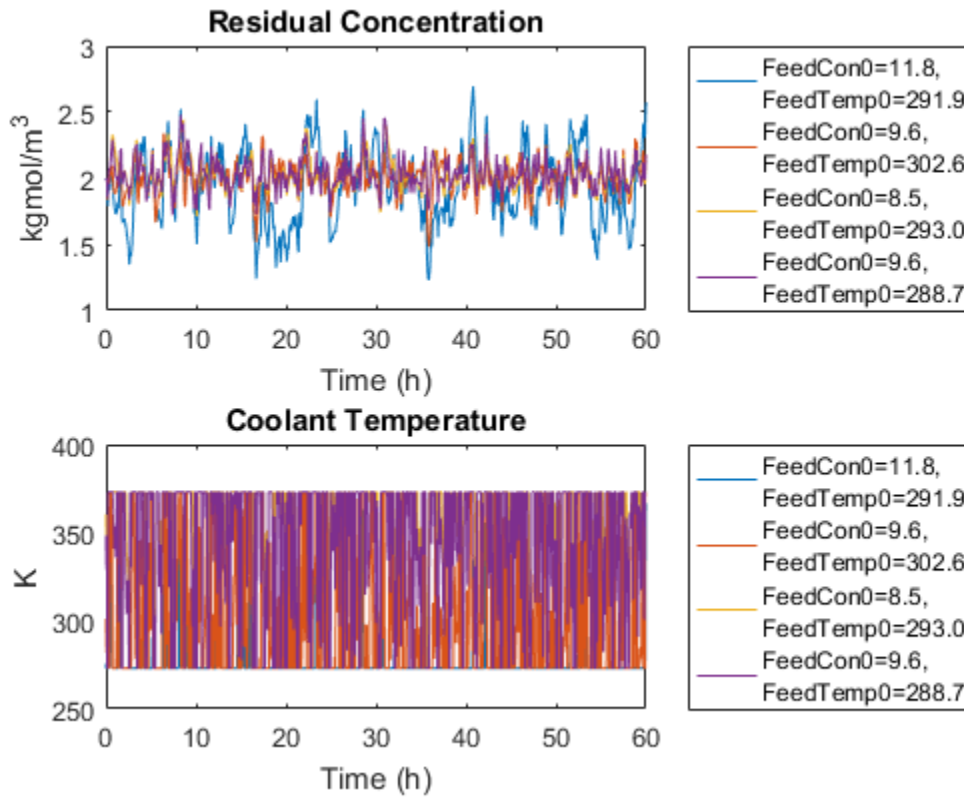 Residual Concentration
3
2.5
2
1.5
1
kgmol/m³
0 10 20 30 40 50 60
Time (h)
FeedCon0=11.8,
FeedTemp0=291.9
FeedCon0=9.6,
FeedTemp0=302.6
FeedCon0=8.5,
FeedTemp0=293.0
FeedCon0=9.6,
FeedTemp0=288.7
Coolant Temperature
400
350
300
250
K
0 10 20 30 40 50 60
Time (h)
FeedCon0=11.8,
FeedTemp0=291.9
FeedCon0=9.6,
FeedTemp0=302.6
FeedCon0=8.5,
FeedTemp0=293.0
FeedCon0=9.6,
FeedTemp0=288.7